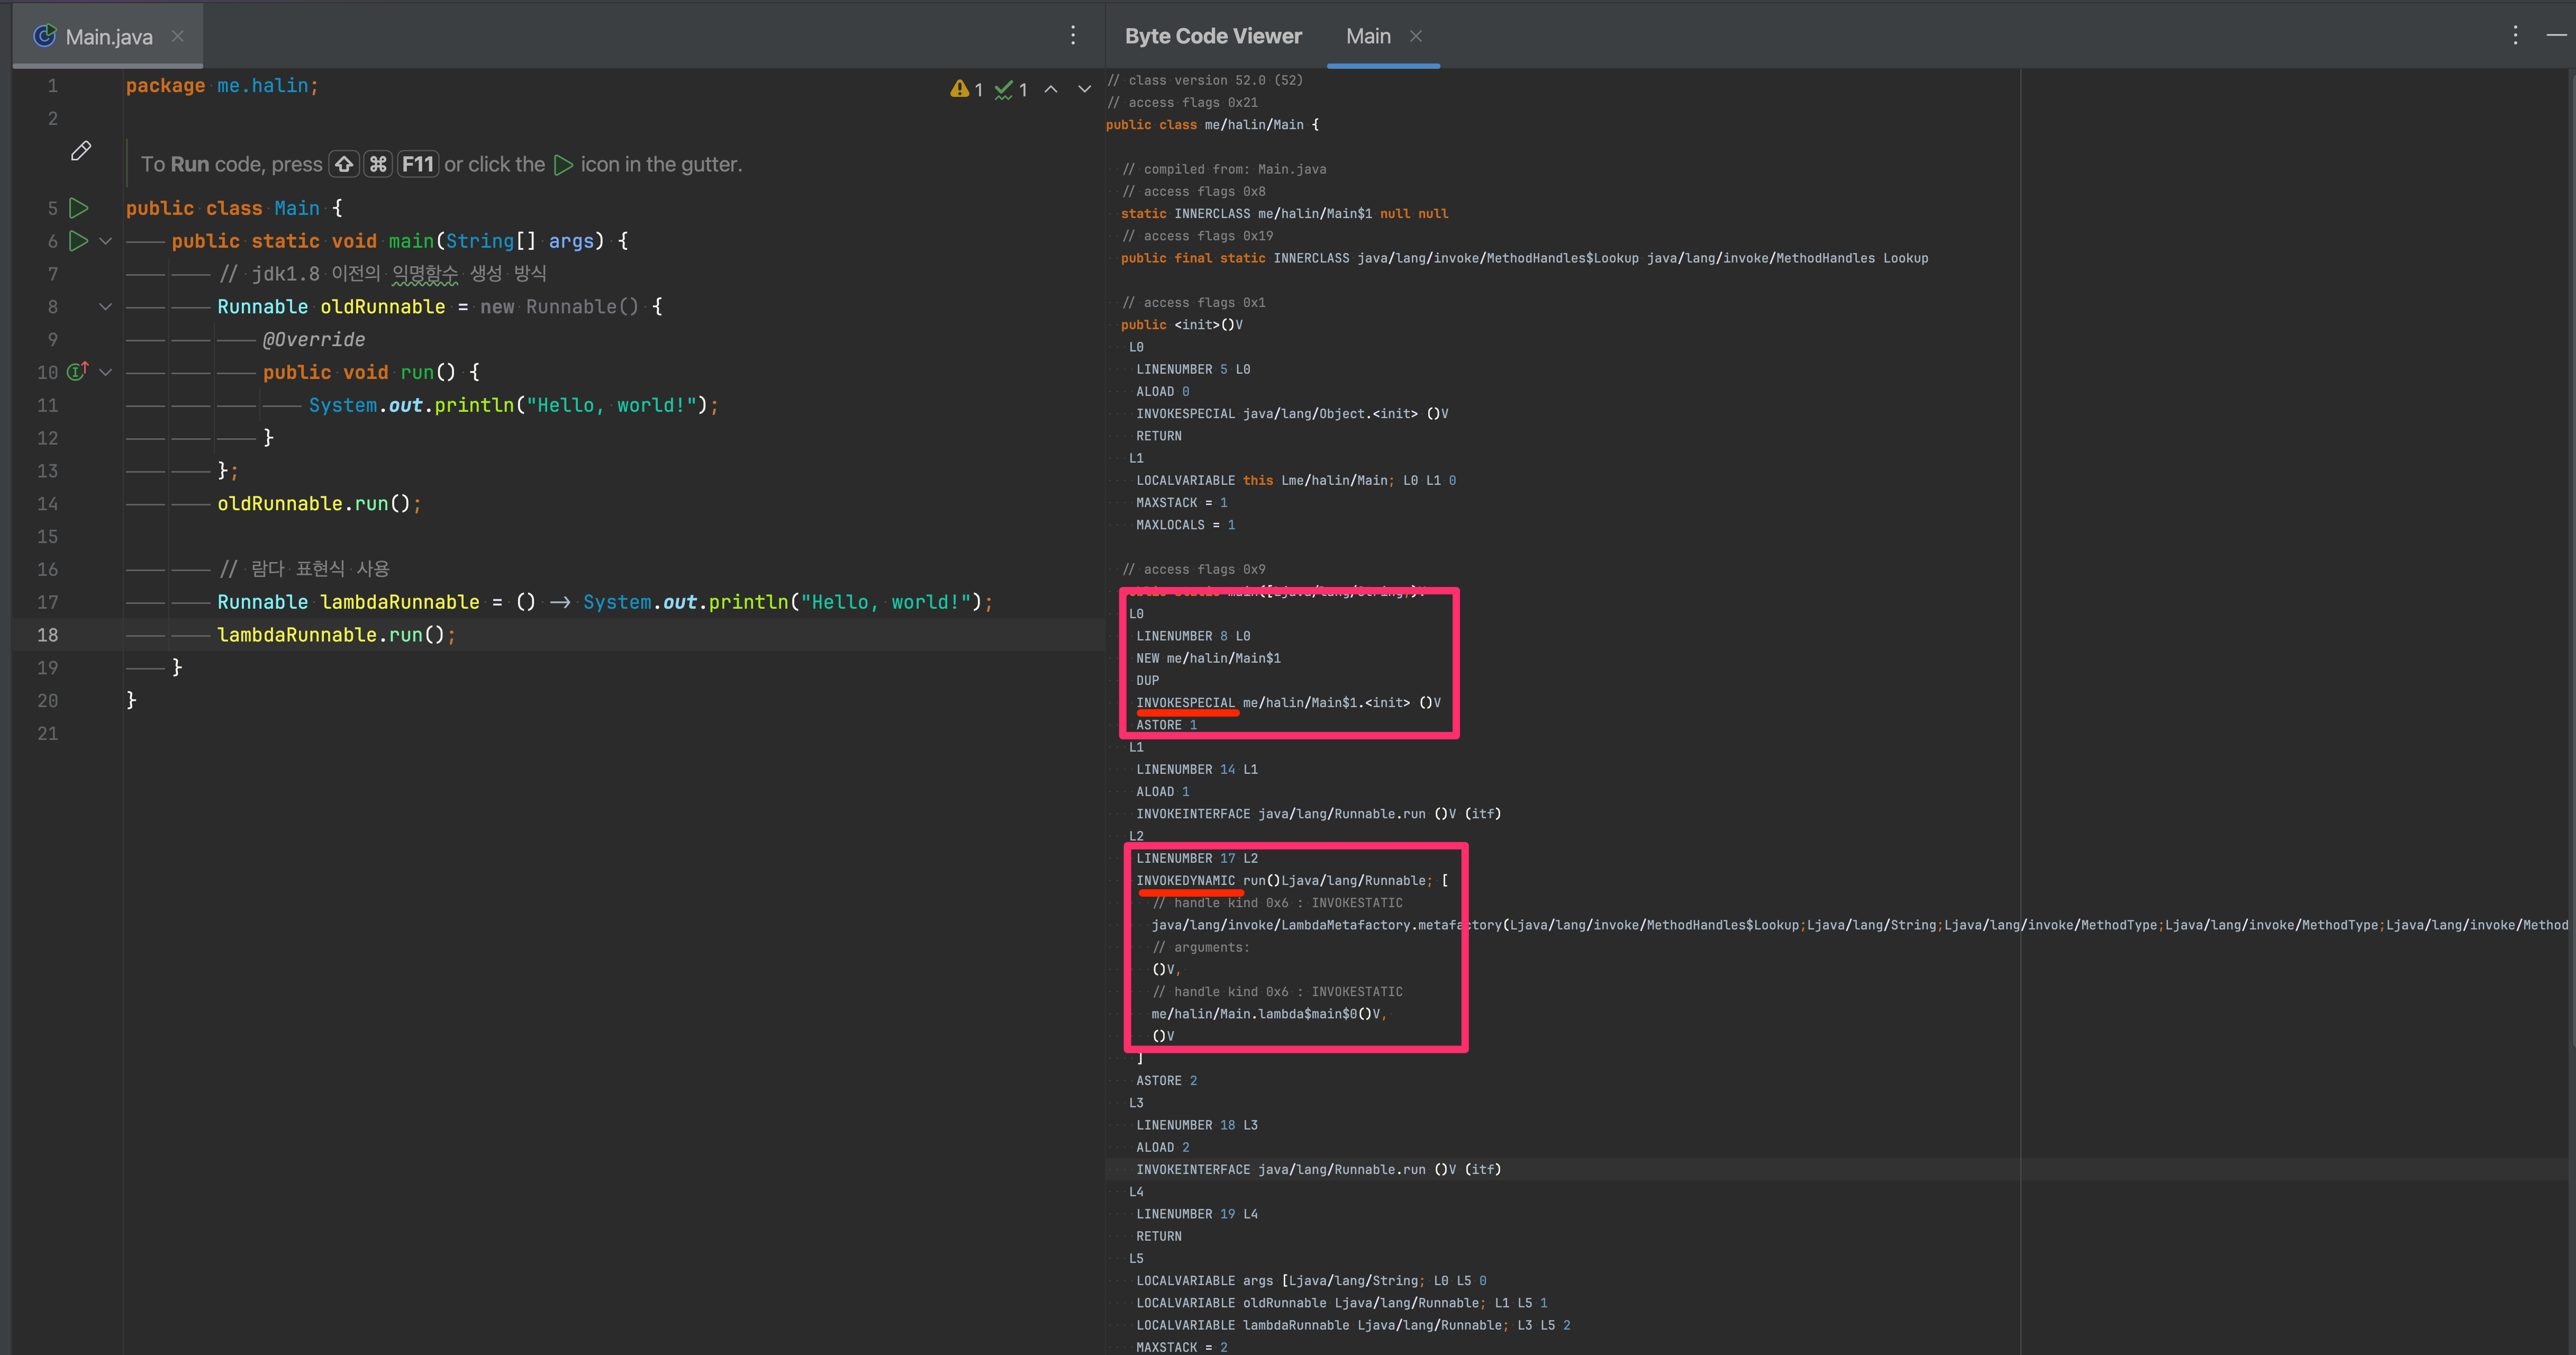 Main.java
1 package me.halin;
2
To Run code, press ⇧ ⌘ F11 or click the ▷ icon in the gutter.
5 public class Main {
6 public static void main(String[] args) {
7 // jdk1.8 이전의 익명함수 생성 방식
8 Runnable oldRunnable = new Runnable() {
9 @Override
10 public void run() {
11 System.out.println("Hello, world!");
12 }
13 };
14 oldRunnable.run();
15
16 // 람다 표현식 사용
17 Runnable lambdaRunnable = () → System.out.println("Hello, world!");
18 lambdaRunnable.run();
19 }
20 }
21
1 1
Byte Code Viewer Main
// class version 52.0 (52)
// access flags 0x21
public class me/halin/Main {
// compiled from: Main.java
// access flags 0x8
static INNERCLASS me/halin/Main$1 null null
// access flags 0x19
public final static INNERCLASS java/lang/invoke/MethodHandles$Lookup java/lang/invoke/MethodHandles Lookup
// access flags 0x1
public <init>()V
L0
LINENUMBER 5 L0
ALOAD 0
INVOKESPECIAL java/lang/Object.<init> ()V
RETURN
L1
LOCALVARIABLE this Lme/halin/Main; L0 L1 0
MAXSTACK = 1
MAXLOCALS = 1
// access flags 0x9
L0
LINENUMBER 8 L0
NEW me/halin/Main$1
DUP
INVOKESPECIAL me/halin/Main$1.<init> ()V
ASTORE 1
L1
LINENUMBER 14 L1
ALOAD 1
INVOKEINTERFACE java/lang/Runnable.run ()V (itf)
L2
LINENUMBER 17 L2
INVOKEDYNAMIC run()Ljava/lang/Runnable; [
// handle kind 0x6 : INVOKESTATIC
java/lang/invoke/LambdaMetafactory.metafactory(Ljava/lang/invoke/MethodHandles$Lookup;Ljava/lang/String;Ljava/lang/invoke/MethodType;Ljava/lang/invoke/MethodType;Ljava/lang/invoke/Method
// arguments:
()V,
// handle kind 0x6 : INVOKESTATIC
me/halin/Main.lambda$main$0()V,
()V
]
ASTORE 2
L3
LINENUMBER 18 L3
ALOAD 2
INVOKEINTERFACE java/lang/Runnable.run ()V (itf)
L4
LINENUMBER 19 L4
RETURN
L5
LOCALVARIABLE args [Ljava/lang/String; L0 L5 0
LOCALVARIABLE oldRunnable Ljava/lang/Runnable; L1 L5 1
LOCALVARIABLE lambdaRunnable Ljava/lang/Runnable; L3 L5 2
MAXSTACK = 2